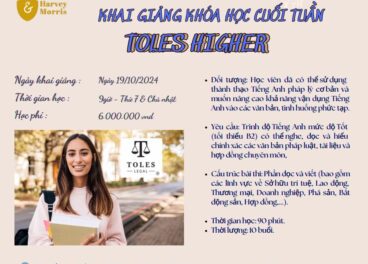 Harvey
& Morris
KHAI GIẢNG KHÓA HỌC CUỐI TUẦN
TOLES HIGHER
Ngày khai giảng : Ngày 19/10/2024
Thời gian học : 9giờ - Thứ 7 & Chủ nhật
Học phí : 6.000.000 vnđ
TOLES
LEGAL
Đối tượng: Học viên đã có thể sử dụng
thành thạo Tiếng Anh pháp lý cơ bản và
muốn nâng cao khả năng vận dụng Tiếng
Anh vào các văn bản, tình huống phức tạp.
Yêu cầu: Trình độ Tiếng Anh mức độ Tốt
(tối thiểu B2) có thể nghe, đọc và hiểu
chính xác các văn bản pháp luật, tài liệu và
hợp đồng chuyên môn,
Cấu trúc bài thi: Phần đọc và viết (bao gồm
các lĩnh vực về Sở hữu trí tuệ, Lao động,
Thương mại, Doanh nghiệp, Phá sản, Bất
động sản, Hợp đồng,...).
Thời gian học: 90 phút.
Thời lượng: 10 buổi.